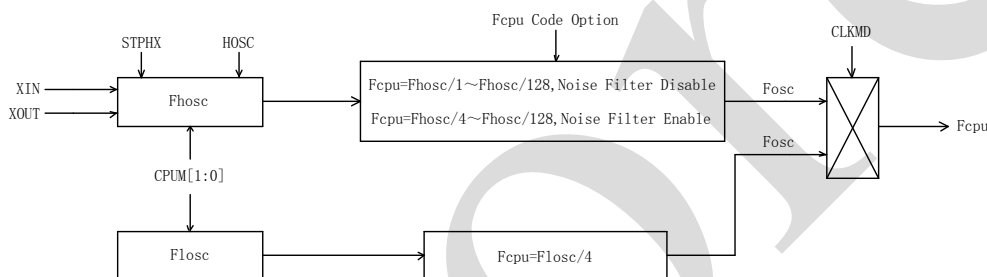 Fcpu Code Option
STPHX
HOSC
CLKMD
XIN
XOUT
Fhosc
Fcpu=Fhosc/1~Fhosc/128,Noise Filter Disable
Fcpu=Fhosc/4~Fhosc/128,Noise Filter Enable
Fosc
Fosc
Fcpu
CPUM[1:0]
Flosc
Fcpu=Flosc/4